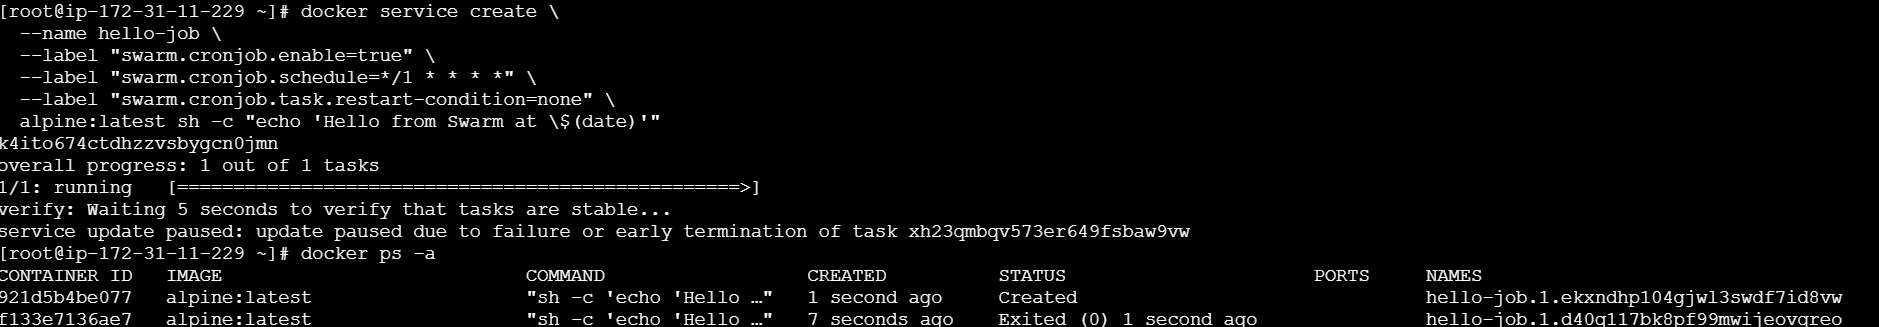 [root@ip-172-31-11-229 ~]# docker service create \
  --name hello-job \
  --label "swarm.cronjob.enable=true" \
  --label "swarm.cronjob.schedule=*/1 * * * *" \
  --label "swarm.cronjob.task.restart-condition=none" \
  alpine:latest sh -c "echo 'Hello from Swarm at \$(date)'"
k4ito674ctdhzzvsbygcn0jmn
overall progress: 1 out of 1 tasks
1/1: running   [==================================================>]
verify: Waiting 5 seconds to verify that tasks are stable...
service update paused: update paused due to failure or early termination of task xh23qmbqv573er649fsbaw9vw
[root@ip-172-31-11-229 ~]# docker ps -a
CONTAINER ID   IMAGE                   COMMAND                  CREATED          STATUS                      PORTS     NAMES
921d5b4be077   alpine:latest           "sh -c 'echo 'Hello …"   1 second ago     Created                               hello-job.1.ekxndhp104gjwl3swdf7id8vw
f133e7136ae7   alpine:latest           "sh -c 'echo 'Hello …"   7 seconds ago    Exited (0) 1 second ago               hello-job.1.d40q117bk8pf99mwijeovqreo